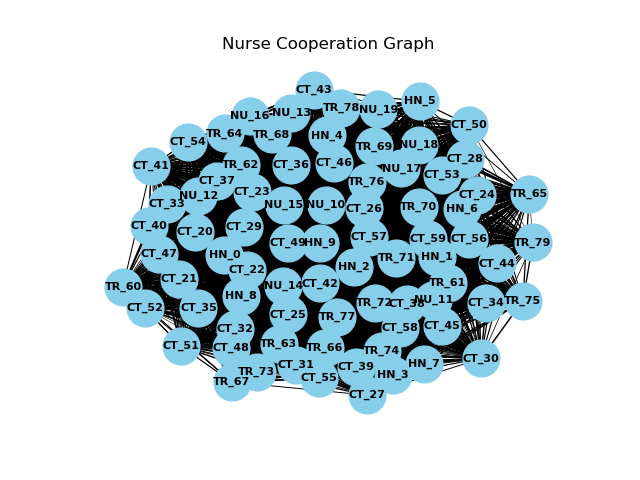 Nurse Cooperation Graph
CT_43
HN_5
TR_78
NU_19
NU_13
NU_16
CT_50
TR_64
TR_68
HN_4
CT_54
TR_69
NU_18
CT_28
CT_41
TR_62
CT_36
CT_46
NU_17
CT_53
CT_37
TR_76
CT_23
NU_12
CT_24
TR_65
CT_33
NU_15
NU_10
CT_26
TR_70
HN_6
CT_40
CT_29
CT_20
CT_57
CT_59
CT_56
CT_49
HN_9
TR_79
CT_47
HN_0
TR_71
HN_1
CT_44
CT_22
HN_2
CT_21
TR_60
NU_14
CT_42
TR_61
HN_8
CT_52
CT_35
TR_72
CT_38
NU_11
CT_34
TR_75
CT_25
TR_77
CT_32
CT_58
CT_45
CT_51
CT_48
TR_63
TR_66
TR_74
CT_30
CT_31
CT_39
HN_7
TR_73
CT_55
HN_3
TR_67
CT_27